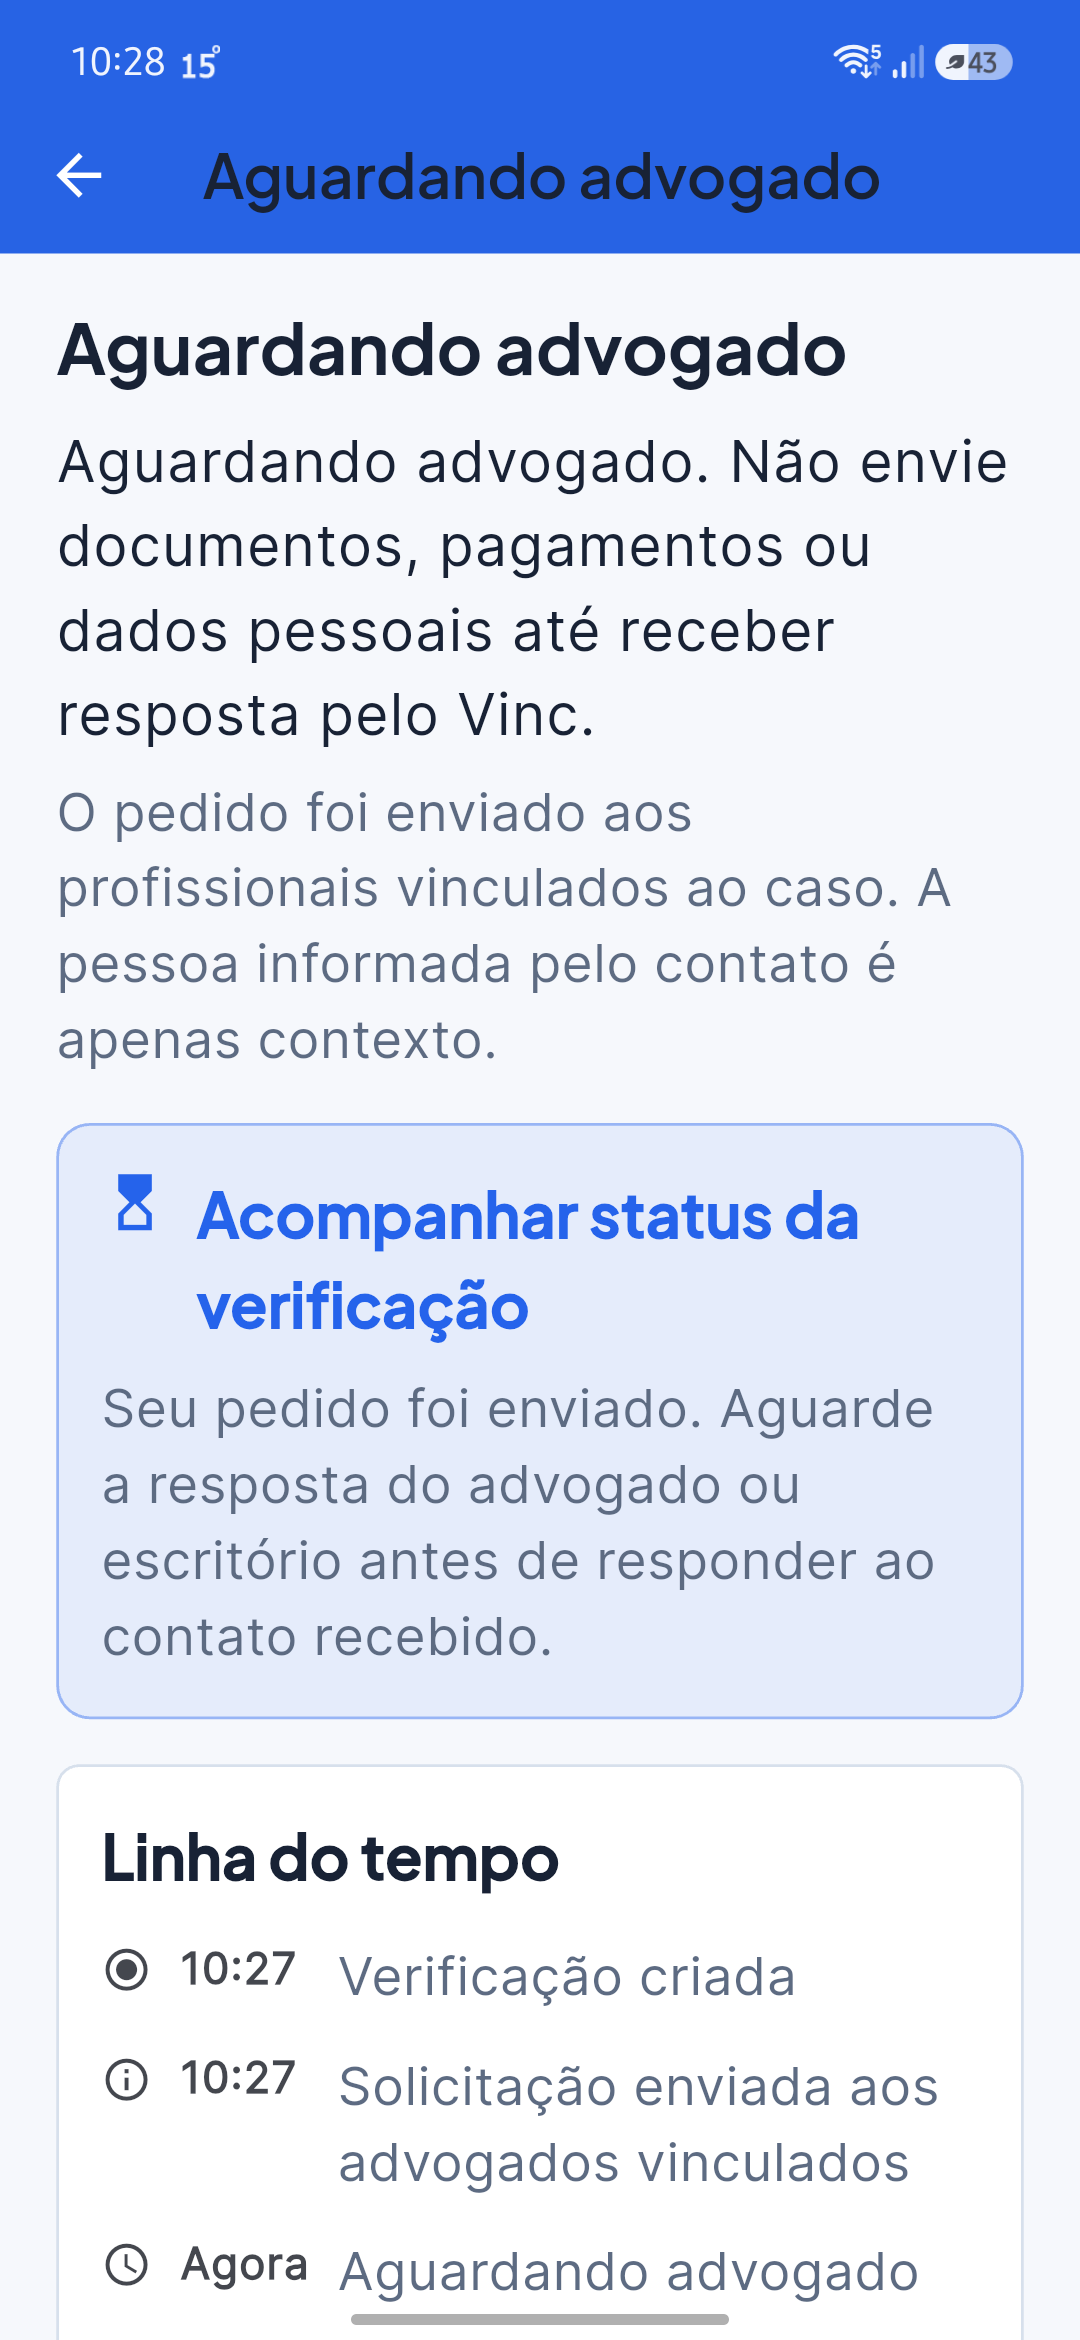 10:28 15°
5 43
Aguardando advogado
Aguardando advogado
Aguardando advogado. Não envie
documentos, pagamentos ou
dados pessoais até receber
resposta pelo Vinc.
O pedido foi enviado aos
profissionais vinculados ao caso. A
pessoa informada pelo contato é
apenas contexto.
Acompanhar status da
verificação
Seu pedido foi enviado. Aguarde
a resposta do advogado ou
escritório antes de responder ao
contato recebido.
Linha do tempo
10:27 Verificação criada
10:27 Solicitação enviada aos
advogados vinculados
Agora Aguardando advogado